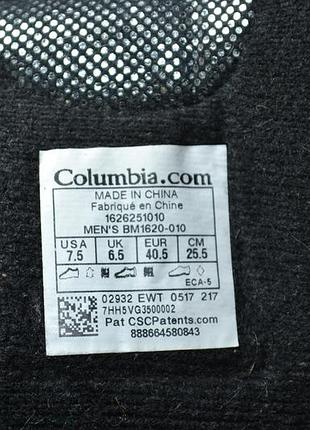 Columbia.com
MADE IN CHINA
Fabriqué en Chine
1626251010
MEN'S BM1620-010
USA UK EUR CM
7.5 6.5 40.5 25.5
ECA-5
02932 EWT 0517 217
7HH5VG3500002
Pat CSCPatents.com
888664580843